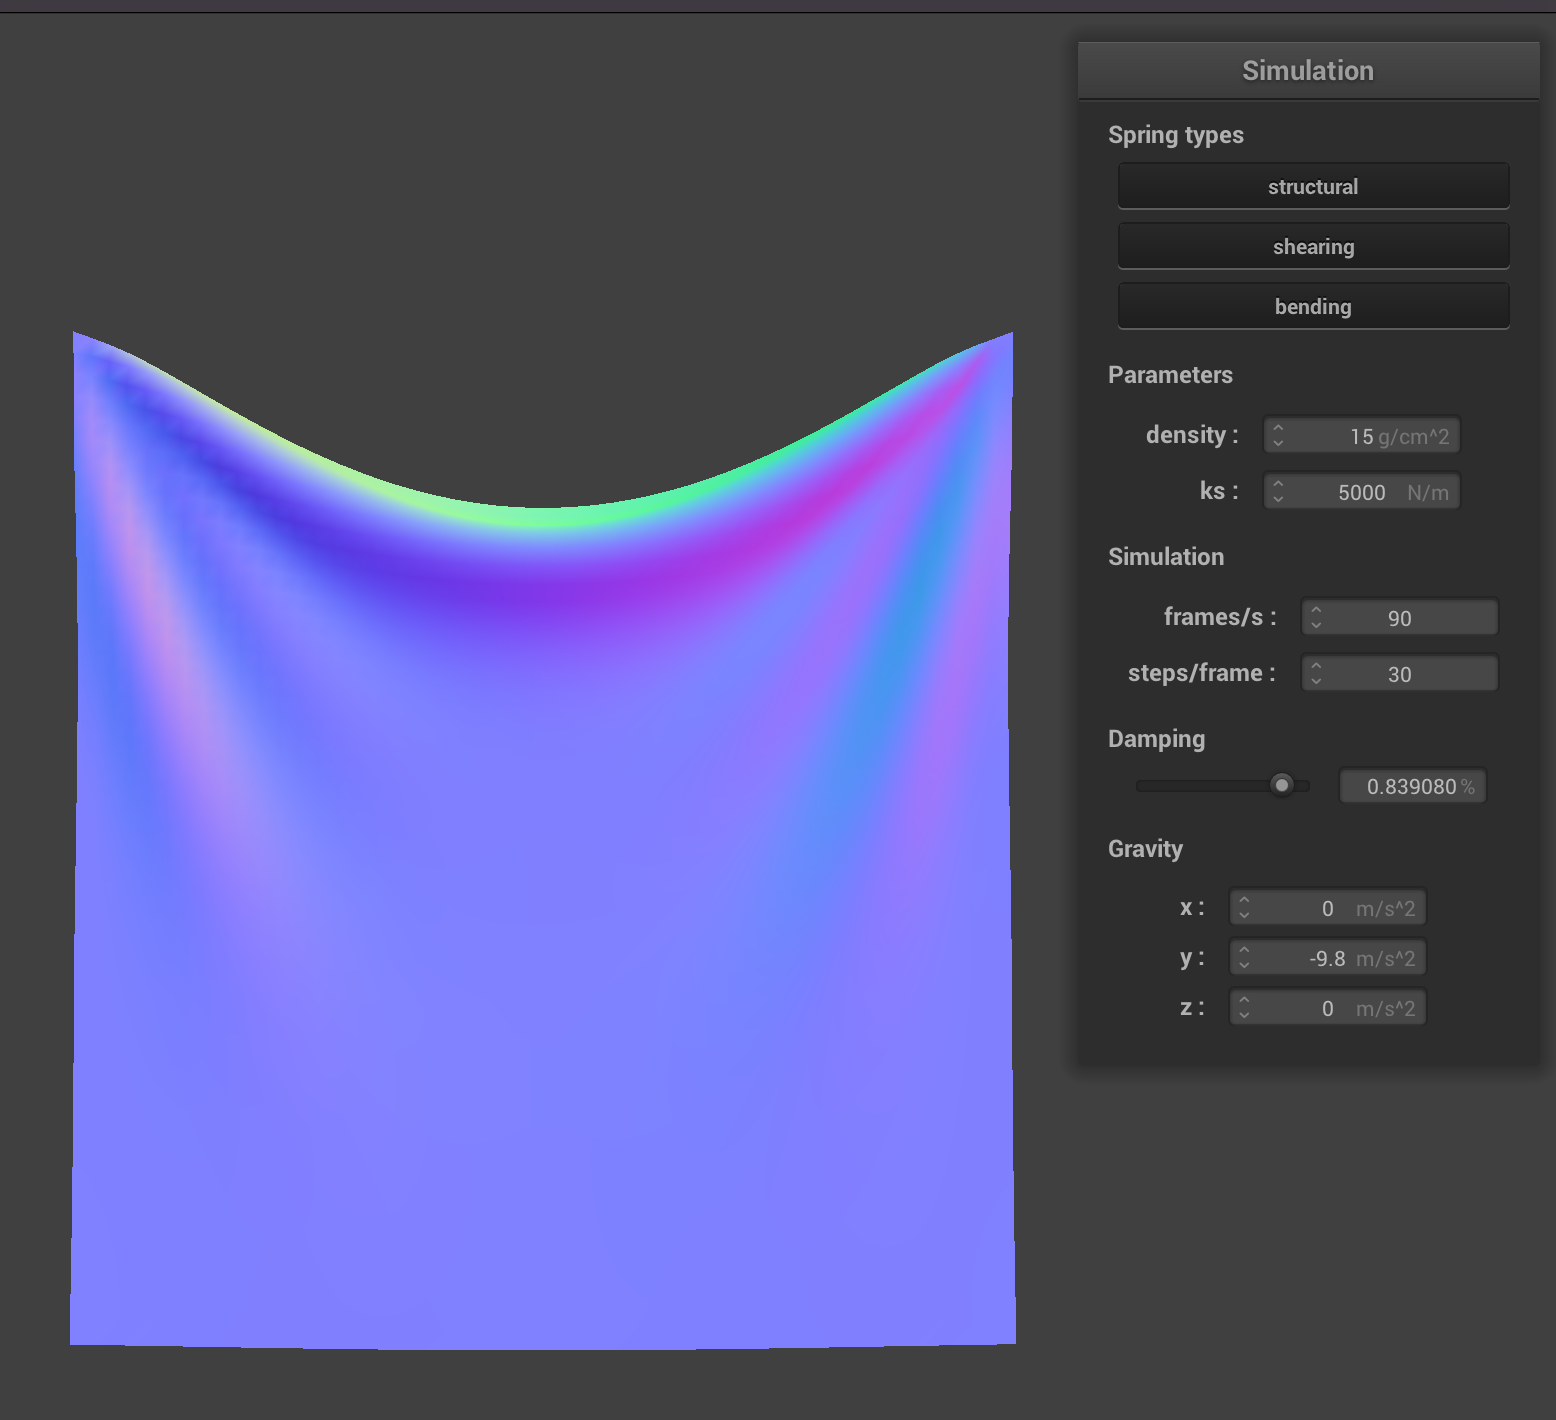 Simulation
Spring types
structural
shearing
bending
Parameters
density : 15 g/cm^2
ks : 5000 N/m
Simulation
frames/s : 90
steps/frame : 30
Damping
0.839080 %
Gravity
x : 0 m/s^2
y : -9.8 m/s^2
z : 0 m/s^2